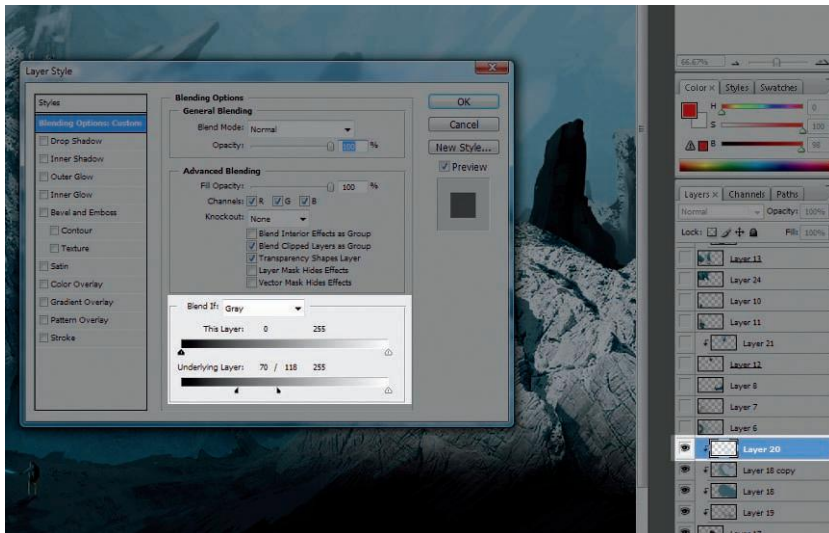 Layer Style
Styles
Blending Options: Custom
Drop Shadow
Inner Shadow
Outer Glow
Inner Glow
Bevel and Emboss
Contour
Texture
Satin
Color Overlay
Gradient Overlay
Pattern Overlay
Stroke
Blending Options
General Blending
Blend Mode: Normal
Opacity: %
Advanced Blending
Fill Opacity: 100 %
Channels: R G B
Knockout: None
Blend Interior Effects as Group
Blend Clipped Layers as Group
Transparency Shapes Layer
Layer Mask Hides Effects
Vector Mask Hides Effects
Blend If: Gray
This Layer: 0 255
Underlying Layer: 70 / 118 255
OK
Cancel
New Style...
Preview
66.67%
Color x Styles Swatches
H 0
S 100
B 98
Layers x Channels Paths
Normal Opacity: 100%
Lock: Fill: 100%
Layer 13
Layer 24
Layer 10
Layer 11
Layer 21
Layer 12
Layer 8
Layer 7
Layer 6
Layer 20
Layer 18 copy
Layer 19